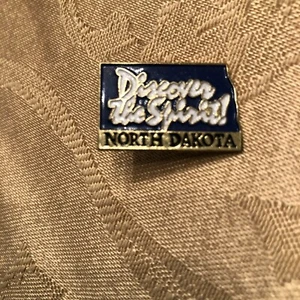 Discover
the Spirit!
NORTH DAKOTA